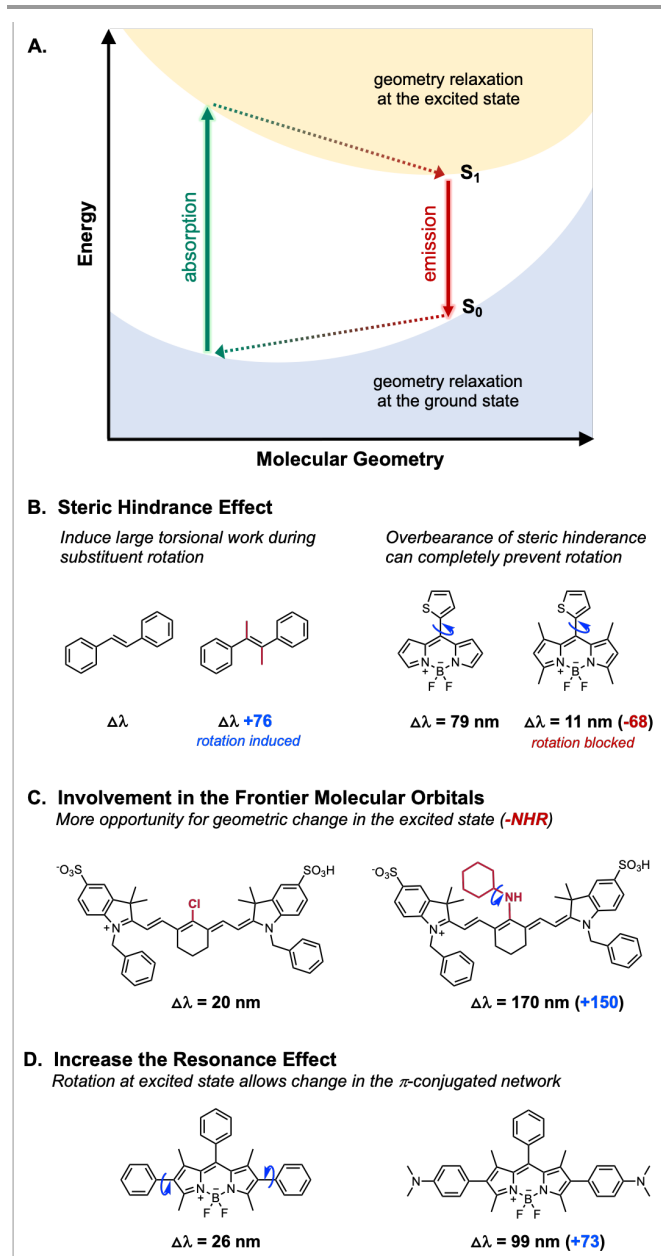 A.
geometry relaxation
at the excited state
S1
absorption
emission
Energy
S0
geometry relaxation
at the ground state
Molecular Geometry
B. Steric Hindrance Effect
Induce large torsional work during
substituent rotation
Overbearance of steric hinderance
can completely prevent rotation
S
S
N
+
B
-
N
F F
N
+
B
-
N
F F
Δλ
Δλ +76
rotation induced
Δλ = 79 nm
Δλ = 11 nm (-68)
rotation blocked
C. Involvement in the Frontier Molecular Orbitals
More opportunity for geometric change in the excited state (-NHR)
-O3S
Cl
SO3H
N
+
N
-O3S
NH
SO3H
N
+
N
Δλ = 20 nm
Δλ = 170 nm (+150)
D. Increase the Resonance Effect
Rotation at excited state allows change in the π-conjugated network
N
+
B
-
N
F F
N
N
+
B
-
N
F F
N
Δλ = 26 nm
Δλ = 99 nm (+73)